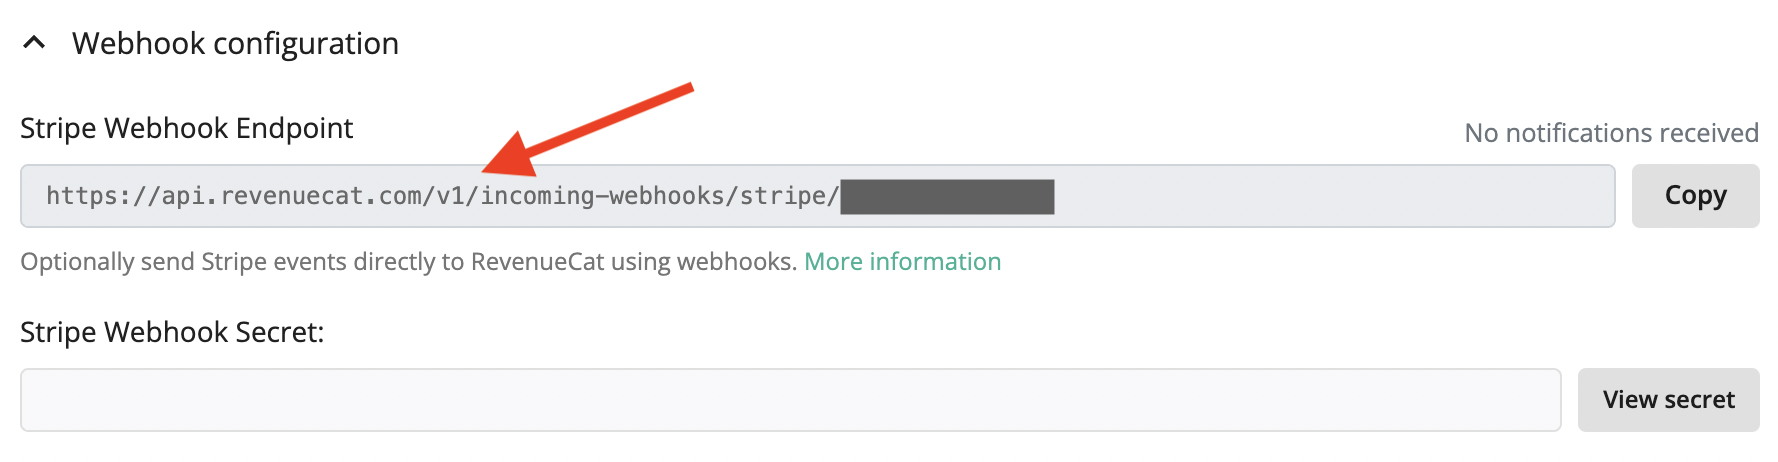 Webhook configuration
Stripe Webhook Endpoint
No notifications received
https://api.revenuecat.com/v1/incoming-webhooks/stripe/
Copy
Optionally send Stripe events directly to RevenueCat using webhooks. More information
Stripe Webhook Secret:
View secret